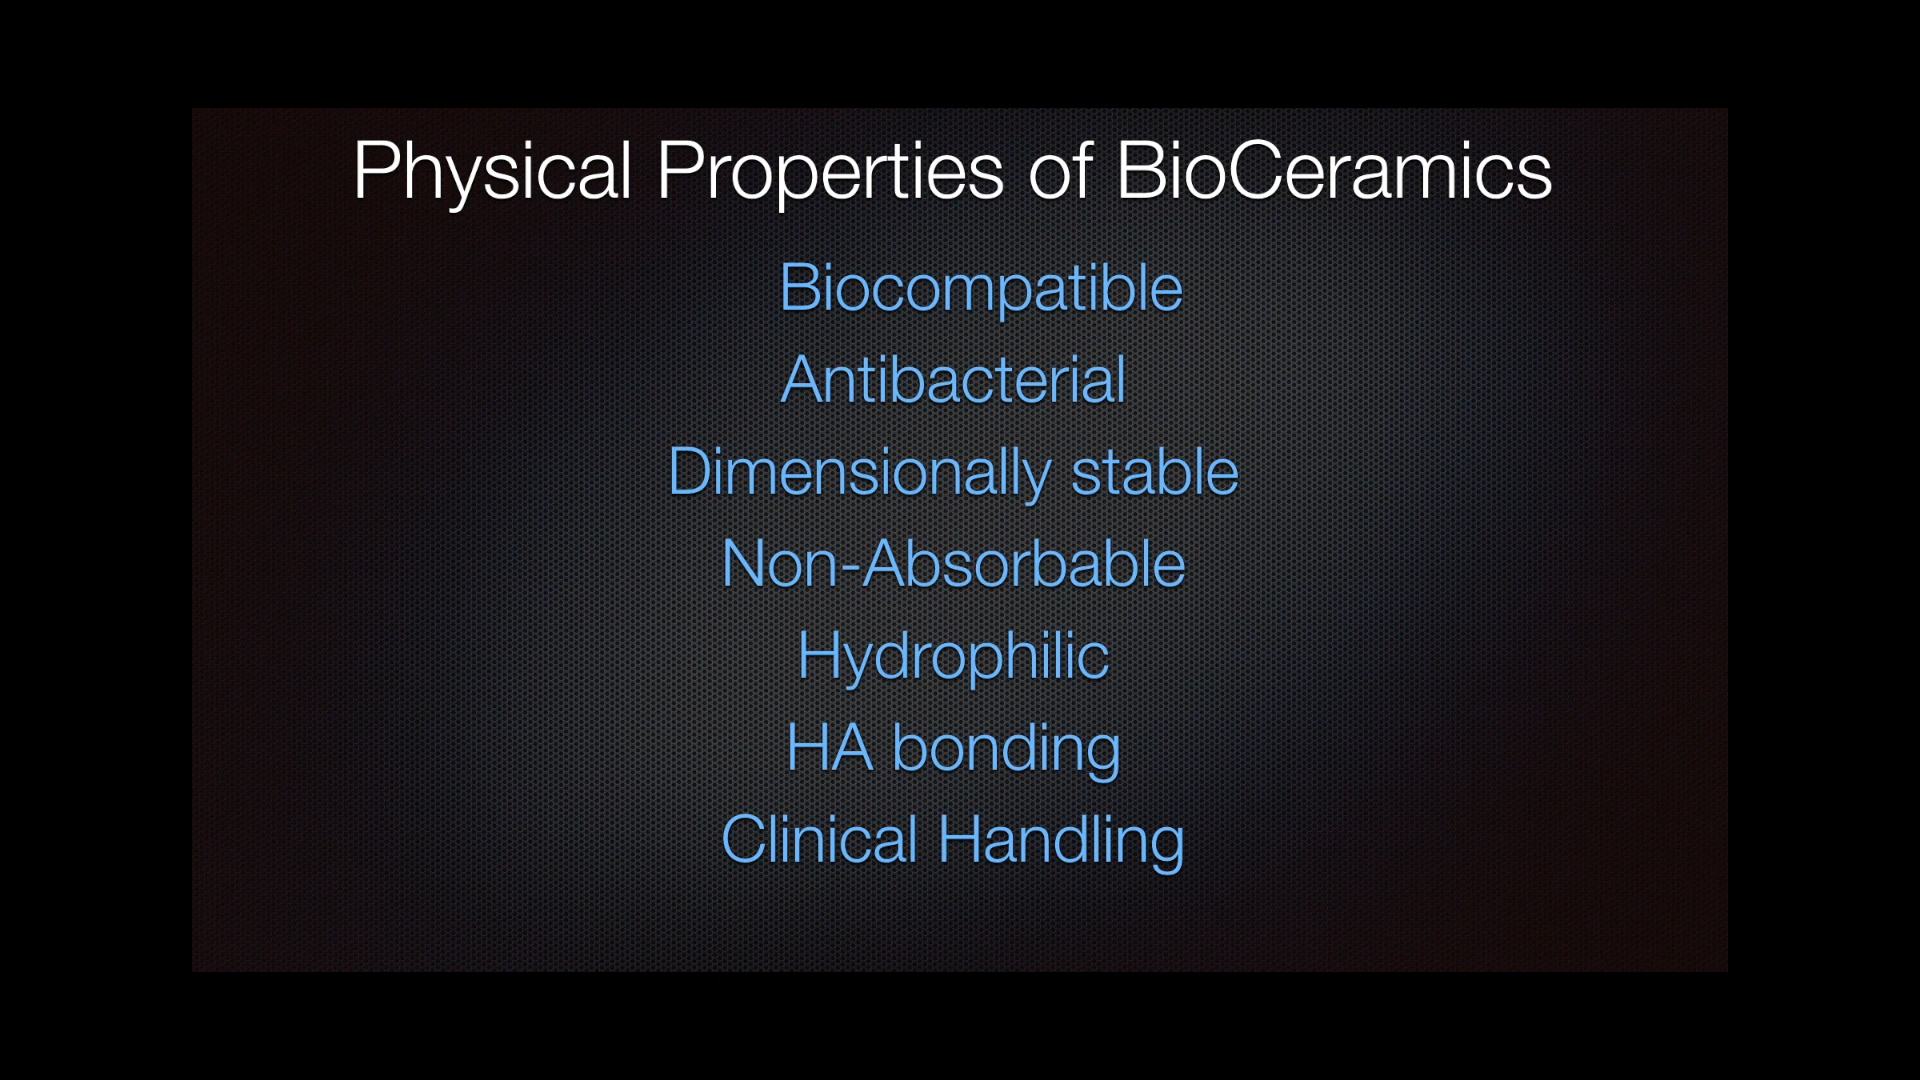 Physical Properties of BioCeramics
Biocompatible
Antibacterial
Dimensionally stable
Non-Absorbable
Hydrophilic
HA bonding
Clinical Handling